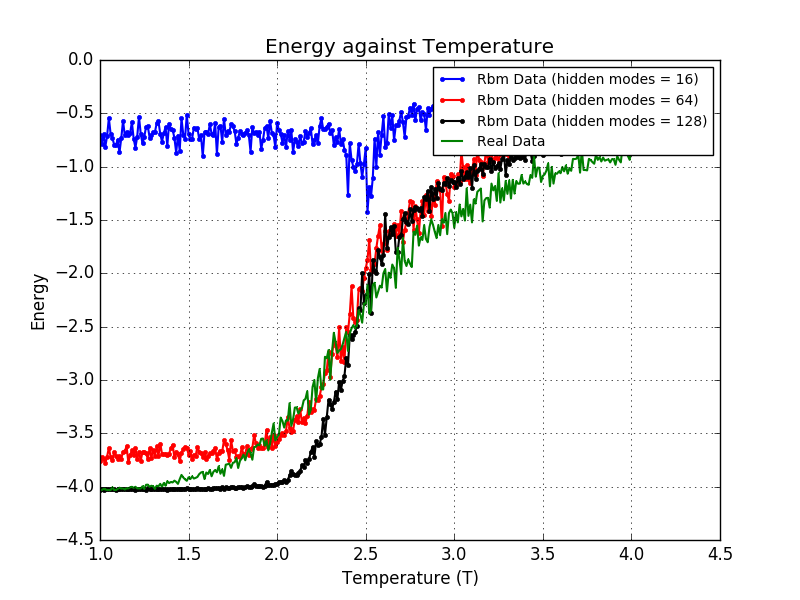 Energy against Temperature
Rbm Data (hidden modes = 16)
Rbm Data (hidden modes = 64)
Rbm Data (hidden modes = 128)
Real Data
0.0
−0.5
−1.0
−1.5
−2.0
−2.5
−3.0
−3.5
−4.0
−4.5
Energy
1.0 1.5 2.0 2.5 3.0 3.5 4.0 4.5
Temperature (T)